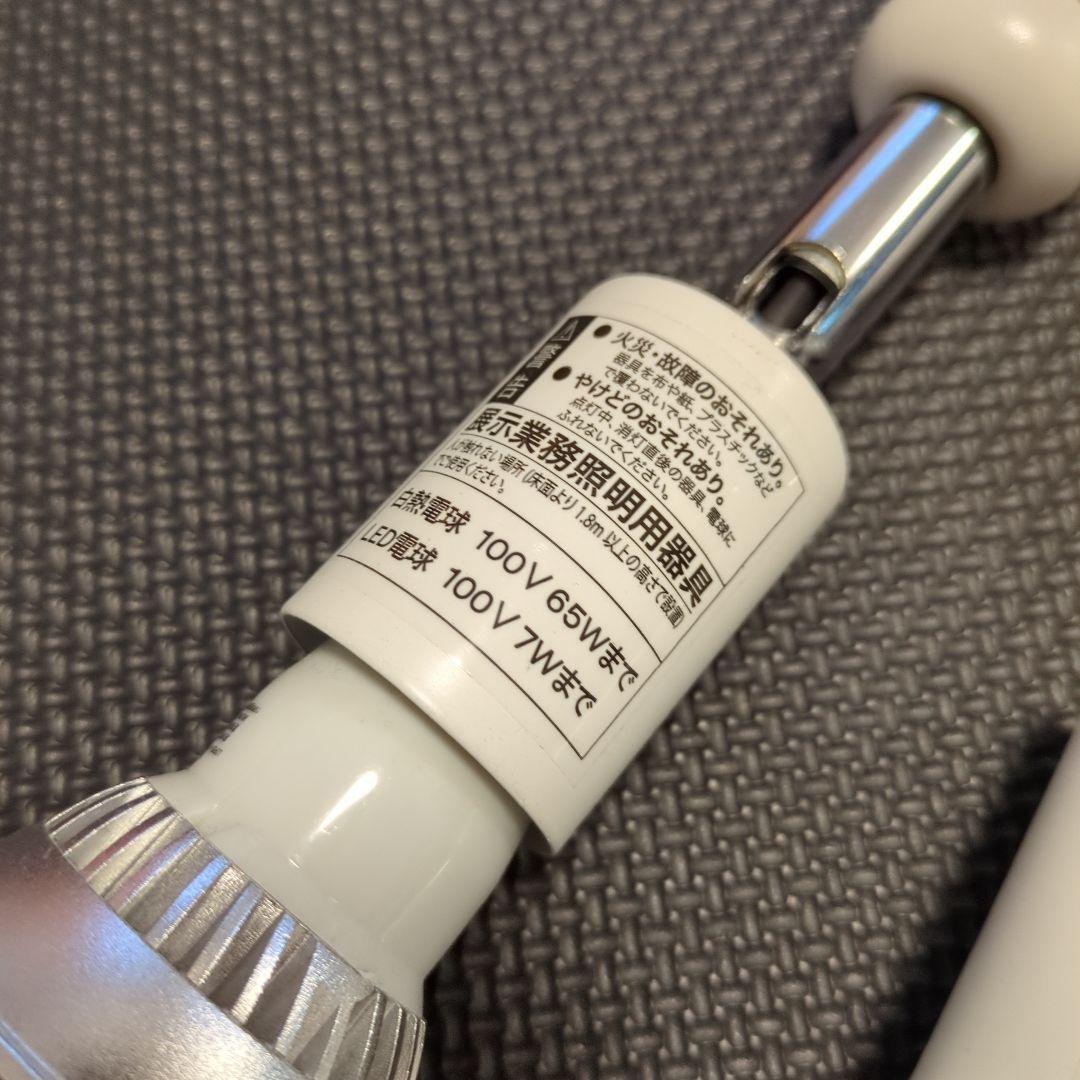 ⚠警告
●火災・故障のおそれあり。
器具を布や紙、プラスチックなど
で覆わないでください。
●やけどのおそれあり。
点灯中、消灯直後の器具、電球に
ふれないでください。
展示業務照明用器具
人が触れない場所(床面より1.8m以上の高さで設置)
でご使用ください。
白熱電球 100V 65Wまで
LED電球 100V 7Wまで